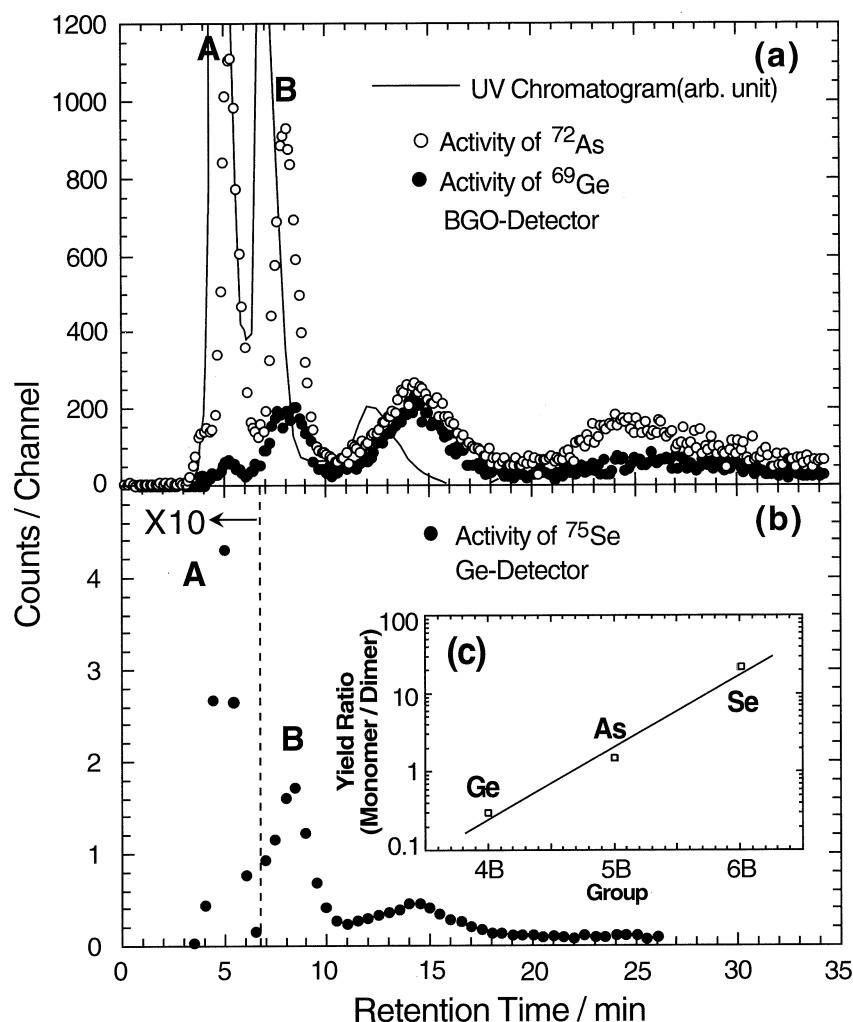 1200
1000
800
600
400
200
0
A
B
(a)
UV Chromatogram(arb. unit)
Activity of ⁷²As
Activity of ⁶⁹Ge
BGO-Detector
Counts / Channel
X10
A
B
(b)
Activity of ⁷⁵Se
Ge-Detector
4
3
2
1
0
(c)
Yield Ratio
(Monomer / Dimer)
100
10
1
0.1
Ge
As
Se
4B 5B 6B
Group
0 5 10 15 20 25 30 35
Retention Time / min